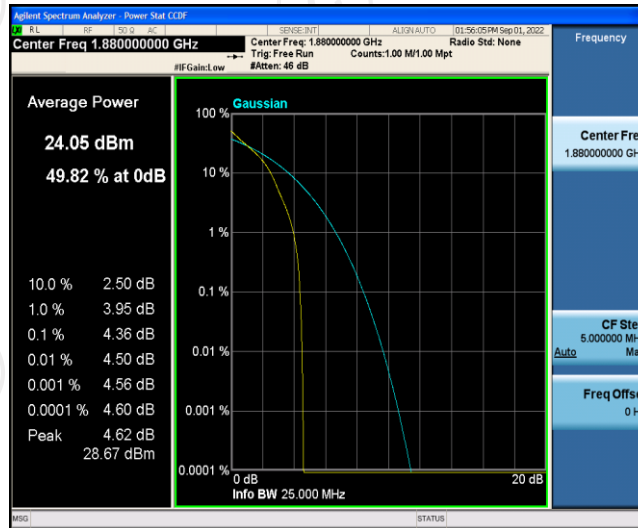 Agilent Spectrum Analyzer - Power Stat CCDF
RL RF 50 Ω AC SENSE:INT ALIGNAUTO 01:56:05 PM Sep 01, 2022
Center Freq 1.880000000 GHz
Center Freq: 1.880000000 GHz Radio Std: None
Trig: Free Run Counts:1.00 M/1.00 Mpt
#IFGain:Low #Atten: 46 dB
Frequency
Average Power
24.05 dBm
49.82 % at 0dB
10.0 % 2.50 dB
1.0 % 3.95 dB
0.1 % 4.36 dB
0.01 % 4.50 dB
0.001 % 4.56 dB
0.0001 % 4.60 dB
Peak 4.62 dB
28.67 dBm
Gaussian
100 %
10 %
1 %
0.1 %
0.01 %
0.001 %
0.0001 %
0 dB 20 dB
Info BW 25.000 MHz
Center Fre
1.880000000 GH
CF Ste
5.000000 MH
Auto Ma
Freq Offs
0 H
MSG STATUS